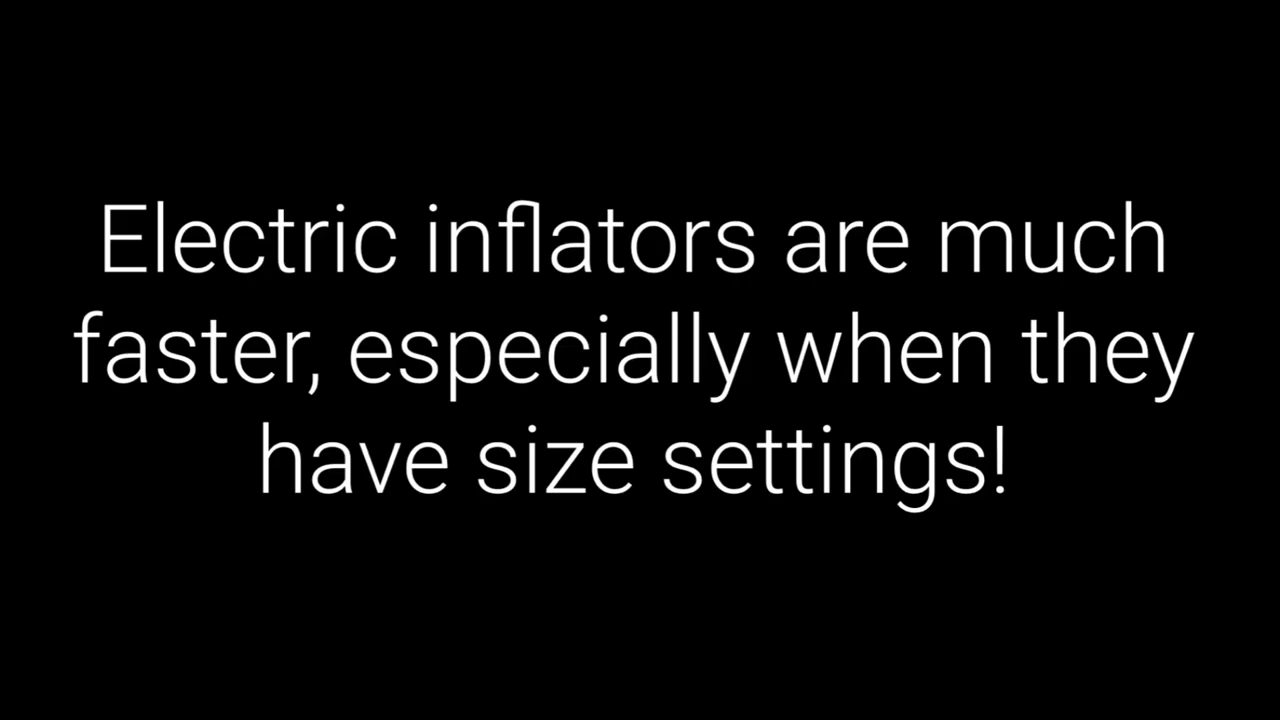 Electric inflators are much
faster, especially when they
have size settings!